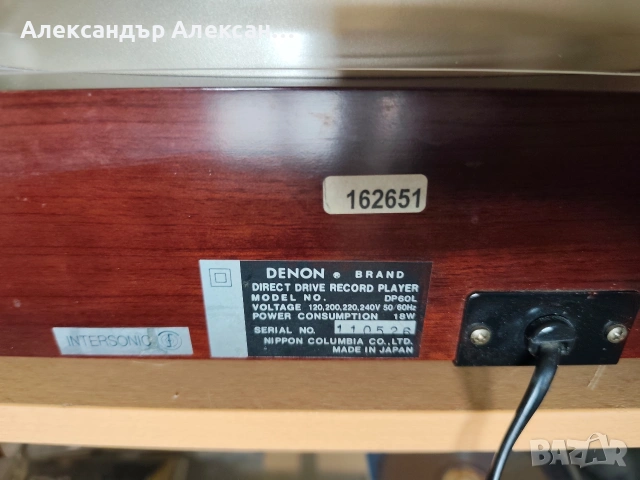 Александър Алексан...
162651
DENON ® BRAND
DIRECT DRIVE RECORD PLAYER
MODEL NO. DP60L
VOLTAGE 120,200,220,240V 50/60Hz
POWER CONSUMPTION 18W
SERIAL NO. 110526
NIPPON COLUMBIA CO.,LTD.
MADE IN JAPAN
INTERSONIC
BAZAR